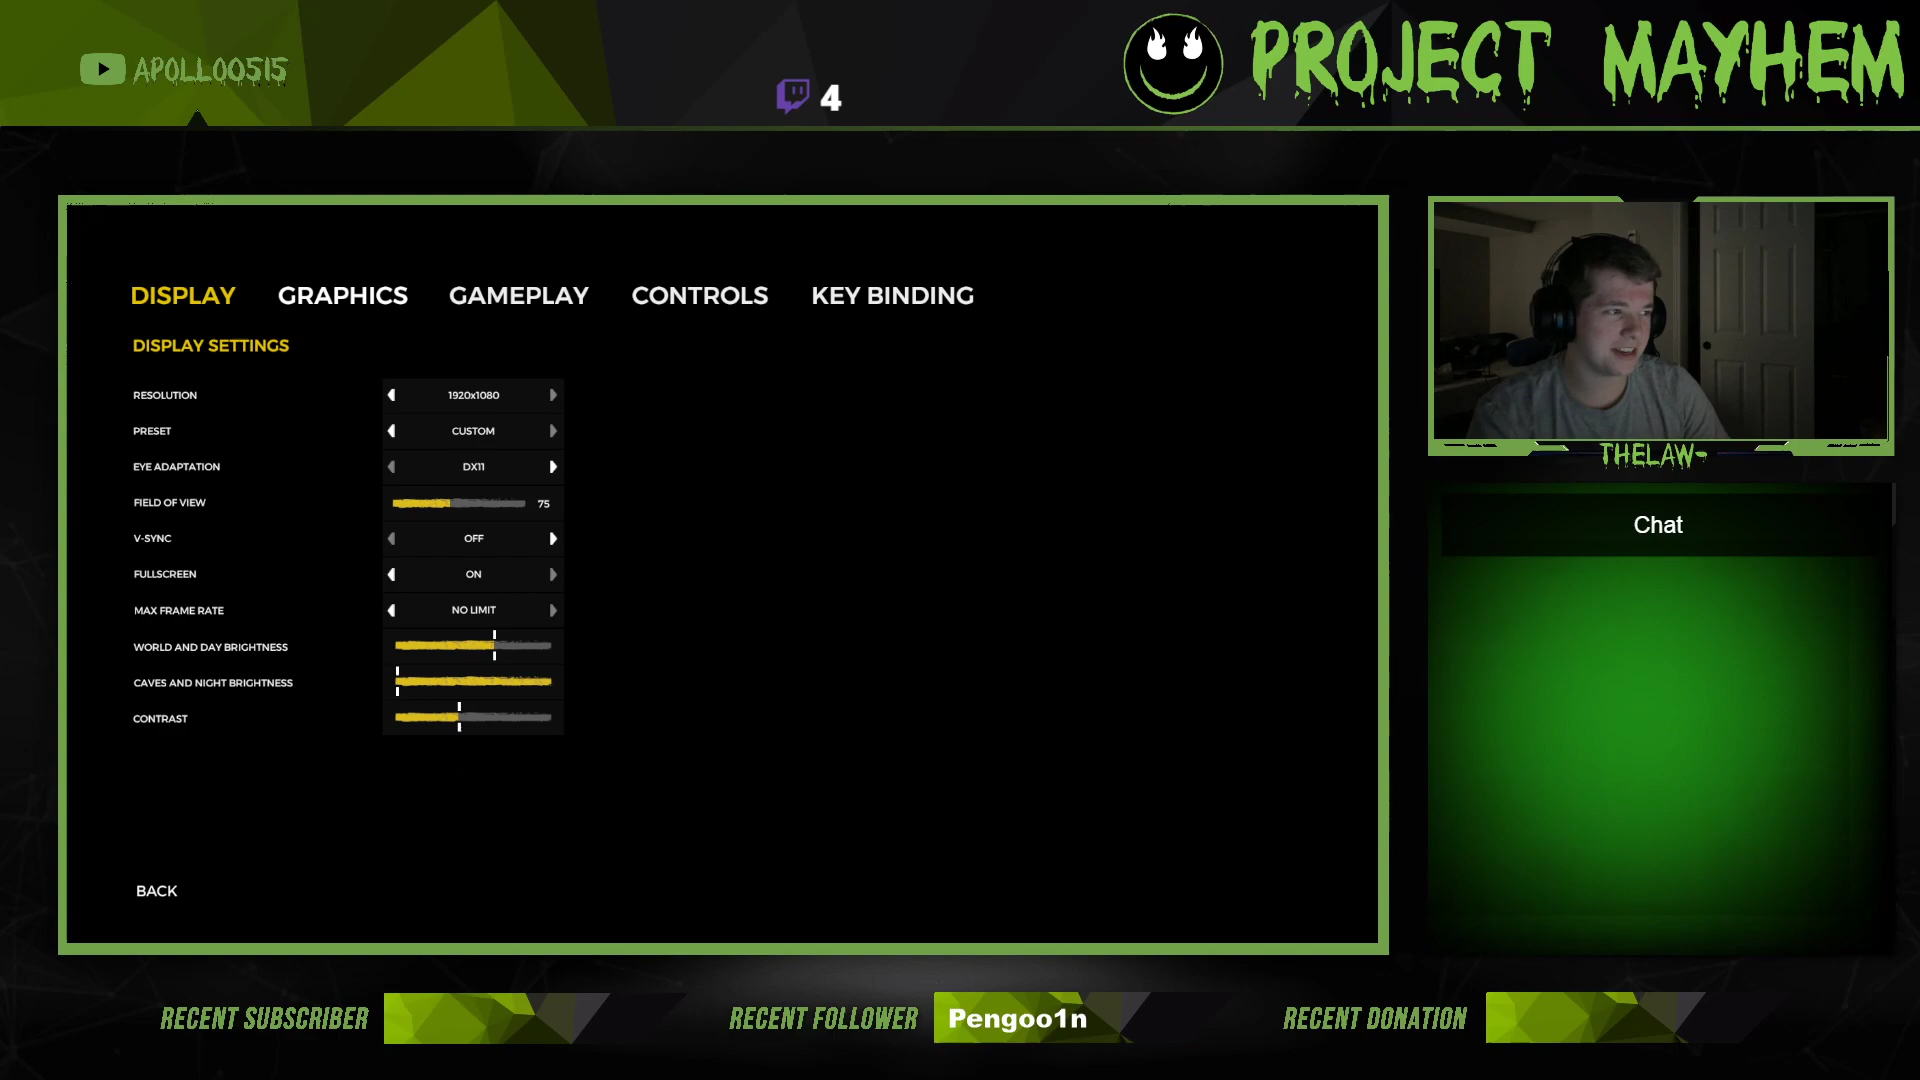 APOLLO0515
4
PROJECT MAYHEM
DISPLAY GRAPHICS GAMEPLAY CONTROLS KEY BINDING
DISPLAY SETTINGS
RESOLUTION 1920x1080
PRESET CUSTOM
EYE ADAPTATION DX11
FIELD OF VIEW 75
V-SYNC OFF
FULLSCREEN ON
MAX FRAME RATE NO LIMIT
WORLD AND DAY BRIGHTNESS
CAVES AND NIGHT BRIGHTNESS
CONTRAST
BACK
THELAW-
Chat
RECENT SUBSCRIBER
RECENT FOLLOWER Pengoo1n
RECENT DONATION